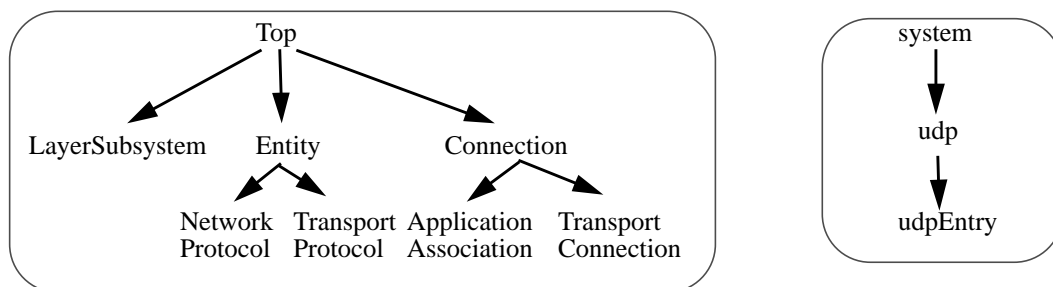 Top
system
LayerSubsystem
Entity
Connection
udp
Network Protocol
Transport Protocol
Application Association
Transport Connection
udpEntry